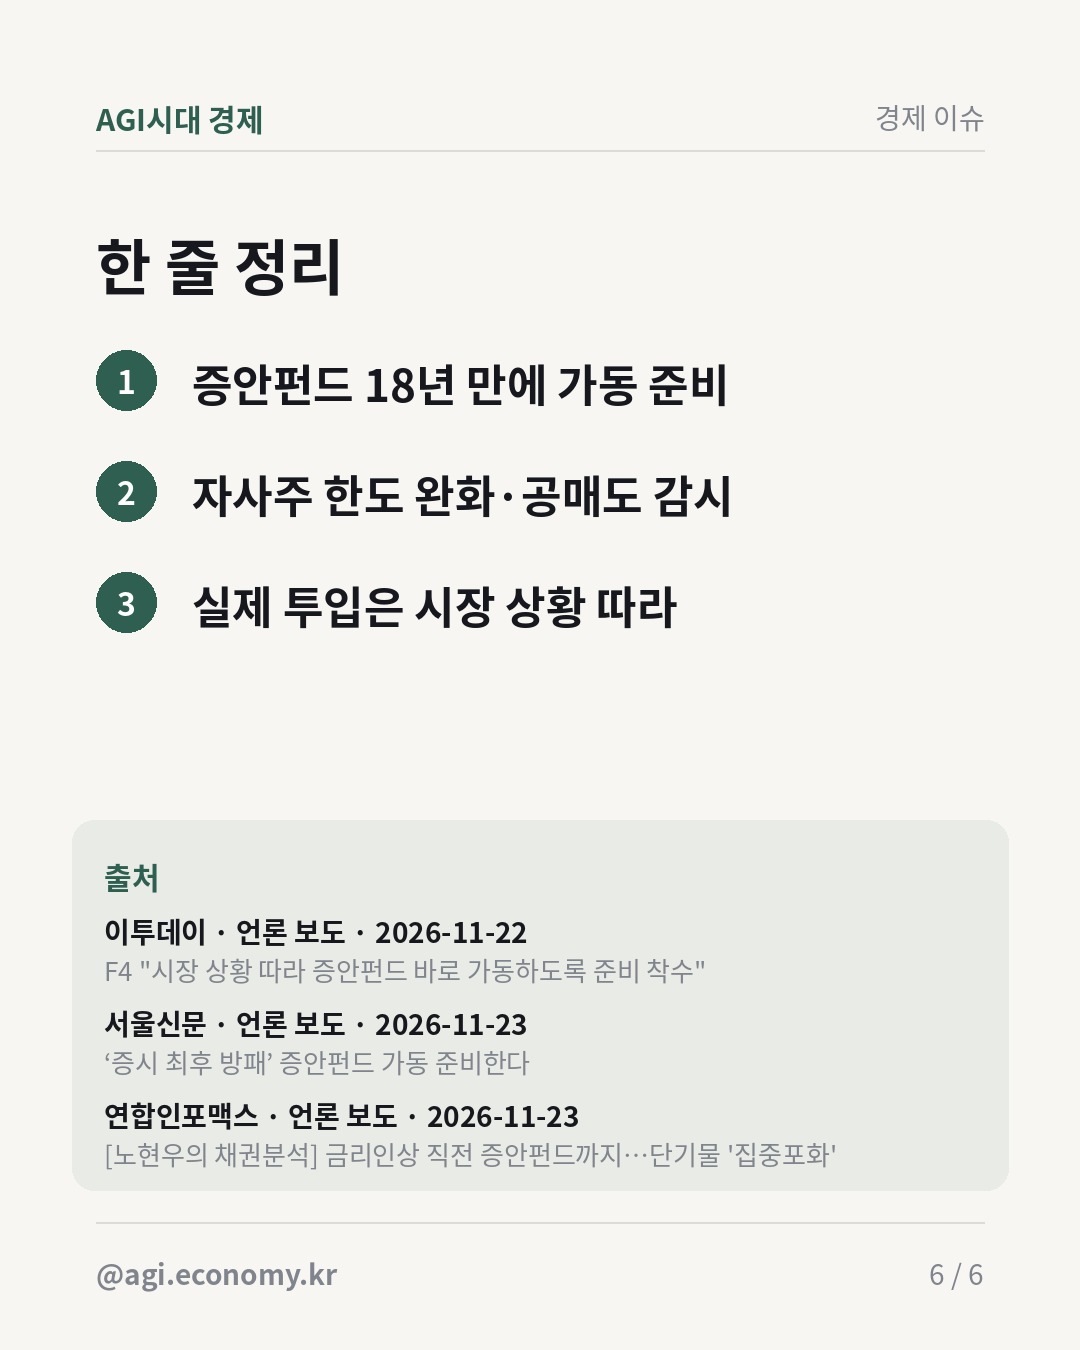 AGI시대 경제
경제 이슈
한 줄 정리
1 증안펀드 18년 만에 가동 준비
2 자사주 한도 완화·공매도 감시
3 실제 투입은 시장 상황 따라
출처
이투데이 · 언론 보도 · 2026-11-22
F4 "시장 상황 따라 증안펀드 바로 가동하도록 준비 착수"
서울신문 · 언론 보도 · 2026-11-23
‘증시 최후 방패’ 증안펀드 가동 준비한다
연합인포맥스 · 언론 보도 · 2026-11-23
[노현우의 채권분석] 금리인상 직전 증안펀드까지…단기물 '집중포화'
@agi.economy.kr
6 / 6